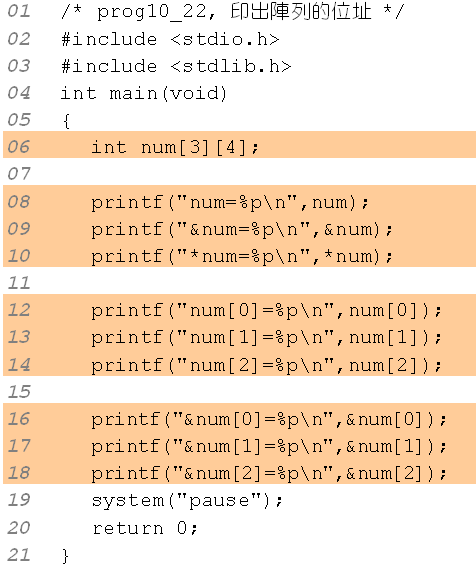 01 /* prog10_22, 印出陣列的位址 */
02 #include <stdio.h>
03 #include <stdlib.h>
04 int main(void)
05 {
06 int num[3][4];
07
08 printf("num=%p\n",num);
09 printf("&num=%p\n",&num);
10 printf("*num=%p\n",*num);
11
12 printf("num[0]=%p\n",num[0]);
13 printf("num[1]=%p\n",num[1]);
14 printf("num[2]=%p\n",num[2]);
15
16 printf("&num[0]=%p\n",&num[0]);
17 printf("&num[1]=%p\n",&num[1]);
18 printf("&num[2]=%p\n",&num[2]);
19 system("pause");
20 return 0;
21 }